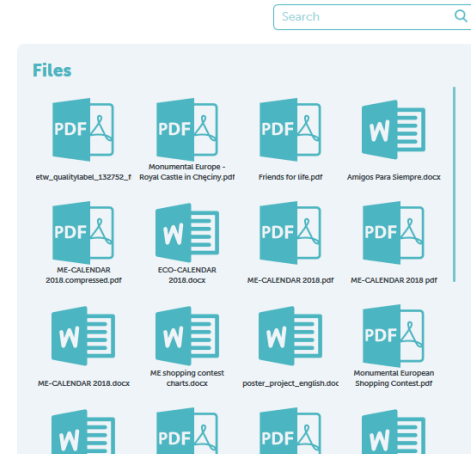 Search
Files
PDF
PDF
PDF
W
etw_qualitylabel_132752_f
Monumental Europe -
Royal Castle in Chęciny.pdf
Friends for life.pdf
Amigos Para Siempre.docx
PDF
W
PDF
PDF
ME-CALENDAR
2018.compressed.pdf
ECO-CALENDAR
2018.docx
ME-CALENDAR 2018.pdf
ME-CALENDAR 2018 pdf
W
W
W
PDF
ME-CALENDAR 2018.docx
ME shopping contest
charts.docx
poster_project_english.doc
Monumental European
Shopping Contest.pdf
W
PDF
PDF
W